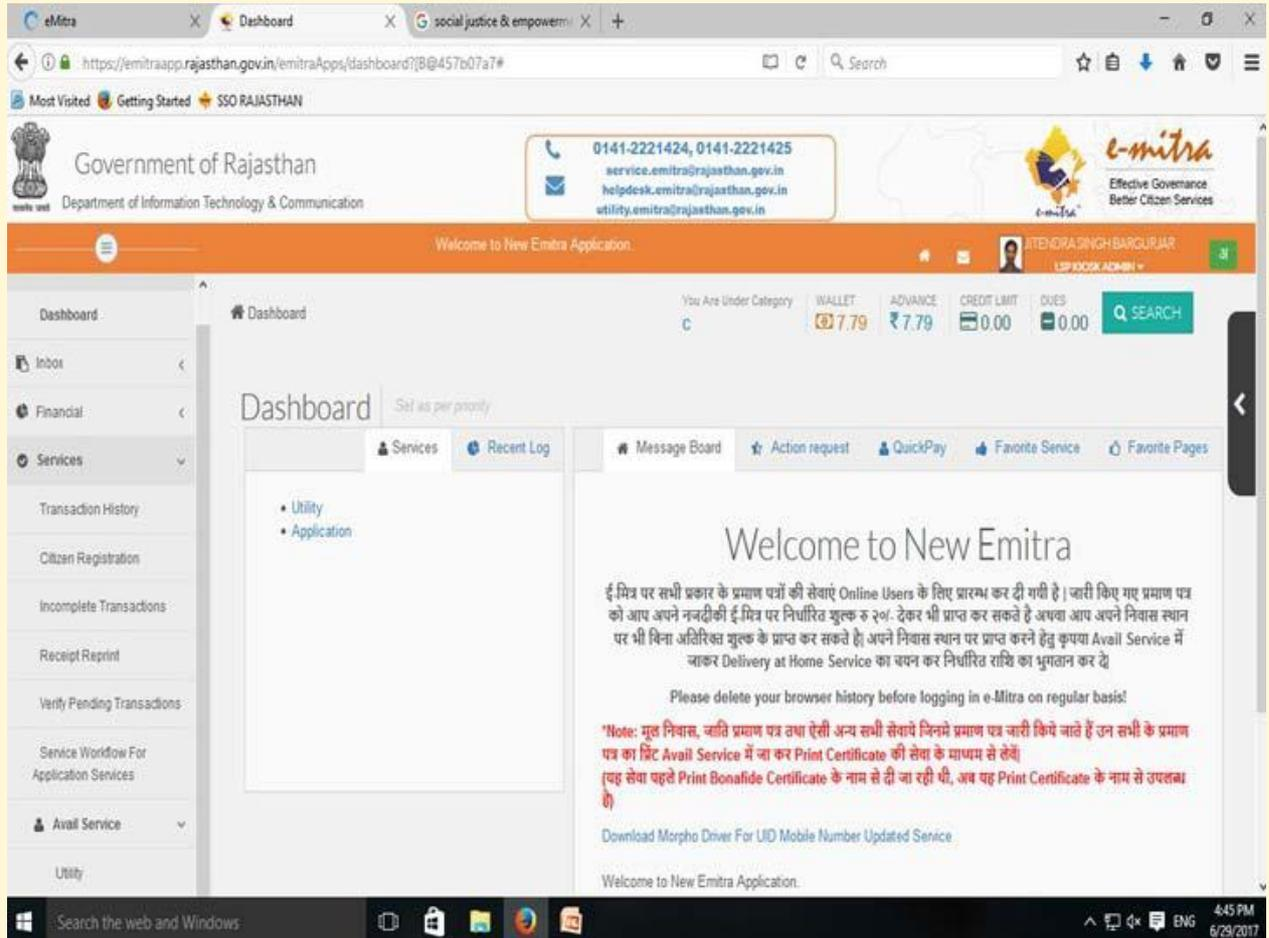 eMitra
Dashboard
social justice & empowerm
https://emitraapp.rajasthan.gov.in/emitraApps/dashboard?[B@457b07a7#
Search
Most Visited Getting Started SSO RAJASTHAN
Government of Rajasthan
Department of Information Technology & Communication
0141-2221424, 0141-2221425
service.emitra@rajasthan.gov.in
helpdesk.emitra@rajasthan.gov.in
utility.emitra@rajasthan.gov.in
e-mitra
e-mitra
Effective Governance
Better Citizen Services
Welcome to New Emitra Application.
JITENDRA SINGH BARGURJAR
LSP KIOSK ADMIN
अ
Dashboard
Inbox
Financial
Services
Transaction History
Citizen Registration
Incomplete Transactions
Receipt Reprint
Verify Pending Transactions
Service Workflow For
Application Services
Avail Service
Utility
Dashboard
You Are Under Category
C
WALLET
7.79
ADVANCE
₹ 7.79
CREDIT LIMIT
0.00
DUES
0.00
SEARCH
Dashboard Set as per priority
Services Recent Log
• Utility
• Application
Message Board Action request QuickPay Favorite Service Favorite Pages
Welcome to New Emitra
ई-मित्र पर सभी प्रकार के प्रमाण पत्रों की सेवाएं Online Users के लिए प्रारम्भ कर दी गयी है | जारी किए गए प्रमाण पत्र
को आप अपने नजदीकी ई-मित्र पर निर्धारित शुल्क रु २०/- देकर भी प्राप्त कर सकते है अथवा आप अपने निवास स्थान
पर भी बिना अतिरिक्त शुल्क के प्राप्त कर सकते है| अपने निवास स्थान पर प्राप्त करने हेतु कृपया Avail Service में
जाकर Delivery at Home Service का चयन कर निर्धारित राशि का भुगतान कर दे|
Please delete your browser history before logging in e-Mitra on regular basis!
*Note: मूल निवास, जाति प्रमाण पत्र तथा ऐसी अन्य सभी सेवाये जिनमे प्रमाण पत्र जारी किये जाते हैं उन सभी के प्रमाण
पत्र का प्रिंट Avail Service में जा कर Print Certificate की सेवा के माध्यम से लेवें|
(यह सेवा पहले Print Bonafide Certificate के नाम से दी जा रही थी, अब यह Print Certificate के नाम से उपलब्ध
है)
Download Morpho Driver For UID Mobile Number Updated Service
Welcome to New Emitra Application.
Search the web and Windows
ENG
4:45 PM
6/29/2017